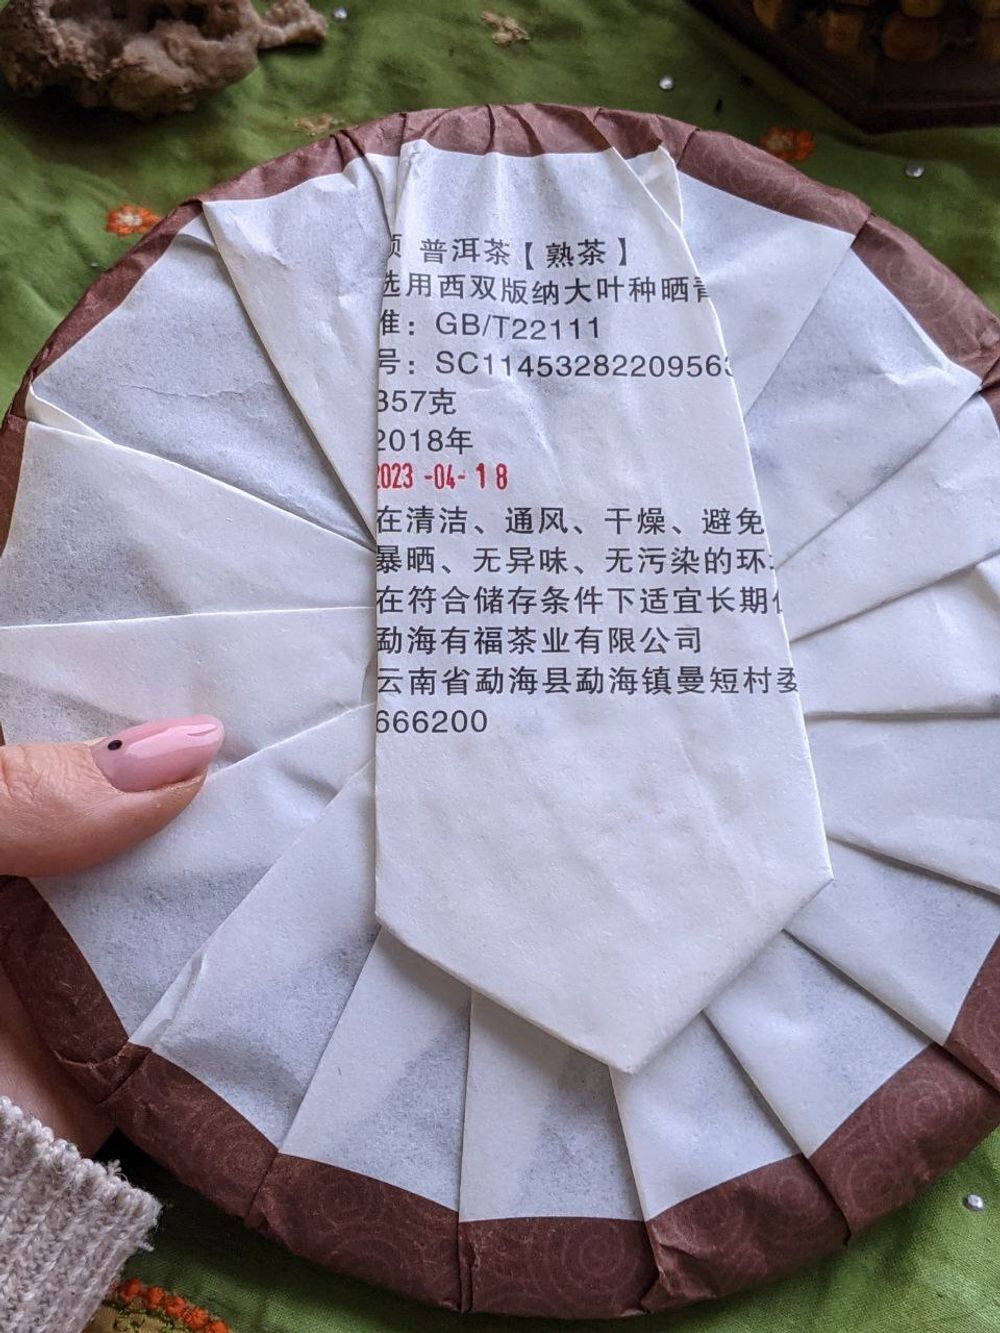 普洱茶【熟茶】
选用西双版纳大叶种晒青
准：GB/T22111
号：SC1145328220956
357克
2018年
2023-04-18
在清洁、通风、干燥、避免
暴晒、无异味、无污染的环
在符合储存条件下适宜长期
勐海有福茶业有限公司
云南省勐海县勐海镇曼短村委
666200